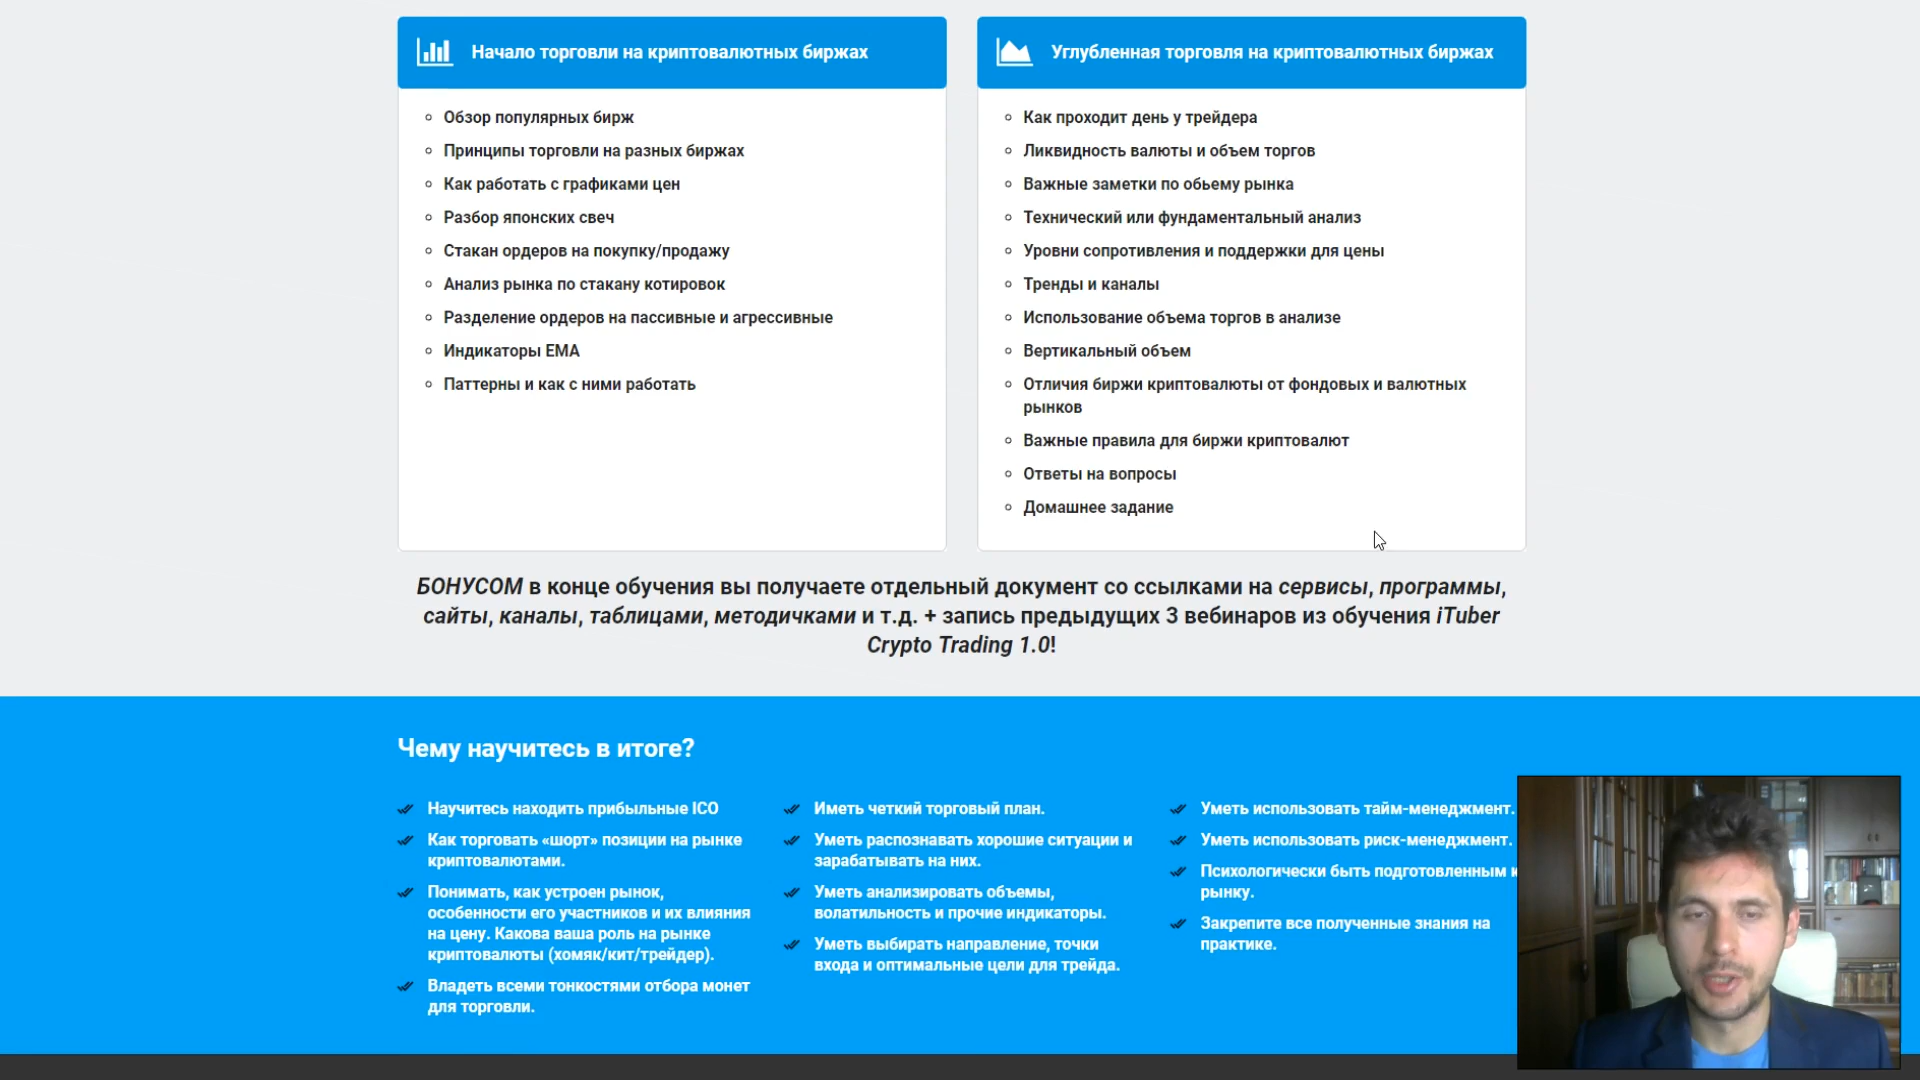 Начало торговли на криптовалютных биржах
Обзор популярных бирж
Принципы торговли на разных биржах
Как работать с графиками цен
Разбор японских свеч
Стакан ордеров на покупку/продажу
Анализ рынка по стакану котировок
Разделение ордеров на пассивные и агрессивные
Индикаторы EMA
Паттерны и как с ними работать
Углубленная торговля на криптовалютных биржах
Как проходит день у трейдера
Ликвидность валюты и объем торгов
Важные заметки по обьему рынка
Технический или фундаментальный анализ
Уровни сопротивления и поддержки для цены
Тренды и каналы
Использование объема торгов в анализе
Вертикальный объем
Отличия биржи криптовалюты от фондовых и валютных
рынков
Важные правила для биржи криптовалют
Ответы на вопросы
Домашнее задание
БОНУСОМ в конце обучения вы получаете отдельный документ со ссылками на сервисы, программы,
сайты, каналы, таблицами, методичками и т.д. + запись предыдущих 3 вебинаров из обучения iTuber
Crypto Trading 1.0!
Чему научитесь в итоге?
Научитесь находить прибыльные ICO
Как торговать «шорт» позиции на рынке
криптовалютами.
Понимать, как устроен рынок,
особенности его участников и их влияния
на цену. Какова ваша роль на рынке
криптовалюты (хомяк/кит/трейдер).
Владеть всеми тонкостями отбора монет
для торговли.
Иметь четкий торговый план.
Уметь распознавать хорошие ситуации и
зарабатывать на них.
Уметь анализировать объемы,
волатильность и прочие индикаторы.
Уметь выбирать направление, точки
входа и оптимальные цели для трейда.
Уметь использовать тайм-менеджмент.
Уметь использовать риск-менеджмент.
Психологически быть подготовленным к
рынку.
Закрепите все полученные знания на
практике.